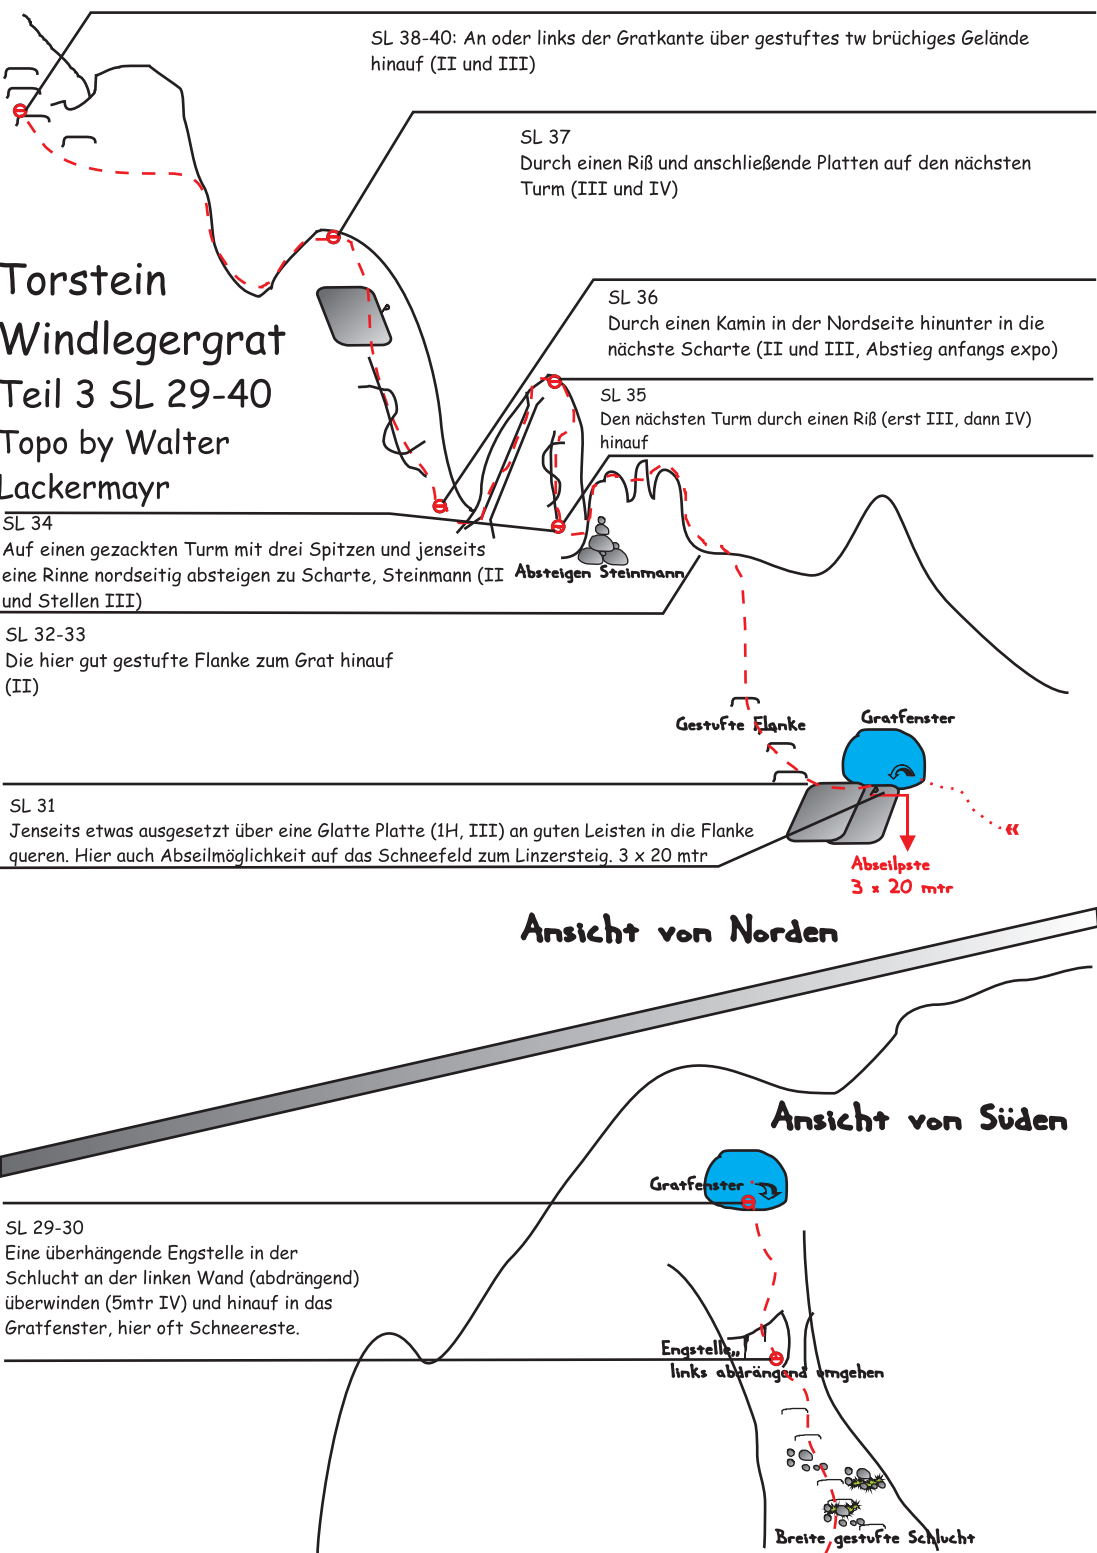 SL 38-40: An oder links der Gratkante über gestuftes tw brüchiges Gelände
hinauf (II und III)
SL 37
Durch einen Riß und anschließende Platten auf den nächsten
Turm (III und IV)
Torstein
Windlegergrat
Teil 3 SL 29-40
Topo by Walter
Lackermayr
SL 36
Durch einen Kamin in der Nordseite hinunter in die
nächste Scharte (II und III, Abstieg anfangs expo)
SL 35
Den nächsten Turm durch einen Riß (erst III, dann IV)
hinauf
SL 34
Auf einen gezackten Turm mit drei Spitzen und jenseits
eine Rinne nordseitig absteigen zu Scharte, Steinmann (II
und Stellen III)
Absteigen Steinmann
SL 32-33
Die hier gut gestufte Flanke zum Grat hinauf
(II)
Gestufte Flanke
Gratfenster
SL 31
Jenseits etwas ausgesetzt über eine Glatte Platte (1H, III) an guten Leisten in die Flanke
queren. Hier auch Abseilmöglichkeit auf das Schneefeld zum Linzersteig. 3 x 20 mtr
Abseilpste
3 x 20 mtr
Ansicht von Norden
Ansicht von Süden
Gratfenster
SL 29-30
Eine überhängende Engstelle in der
Schlucht an der linken Wand (abdrängend)
überwinden (5mtr IV) und hinauf in das
Gratfenster, hier oft Schneereste.
Engstelle,,
links abdrängend umgehen
Breite gestufte Schlucht